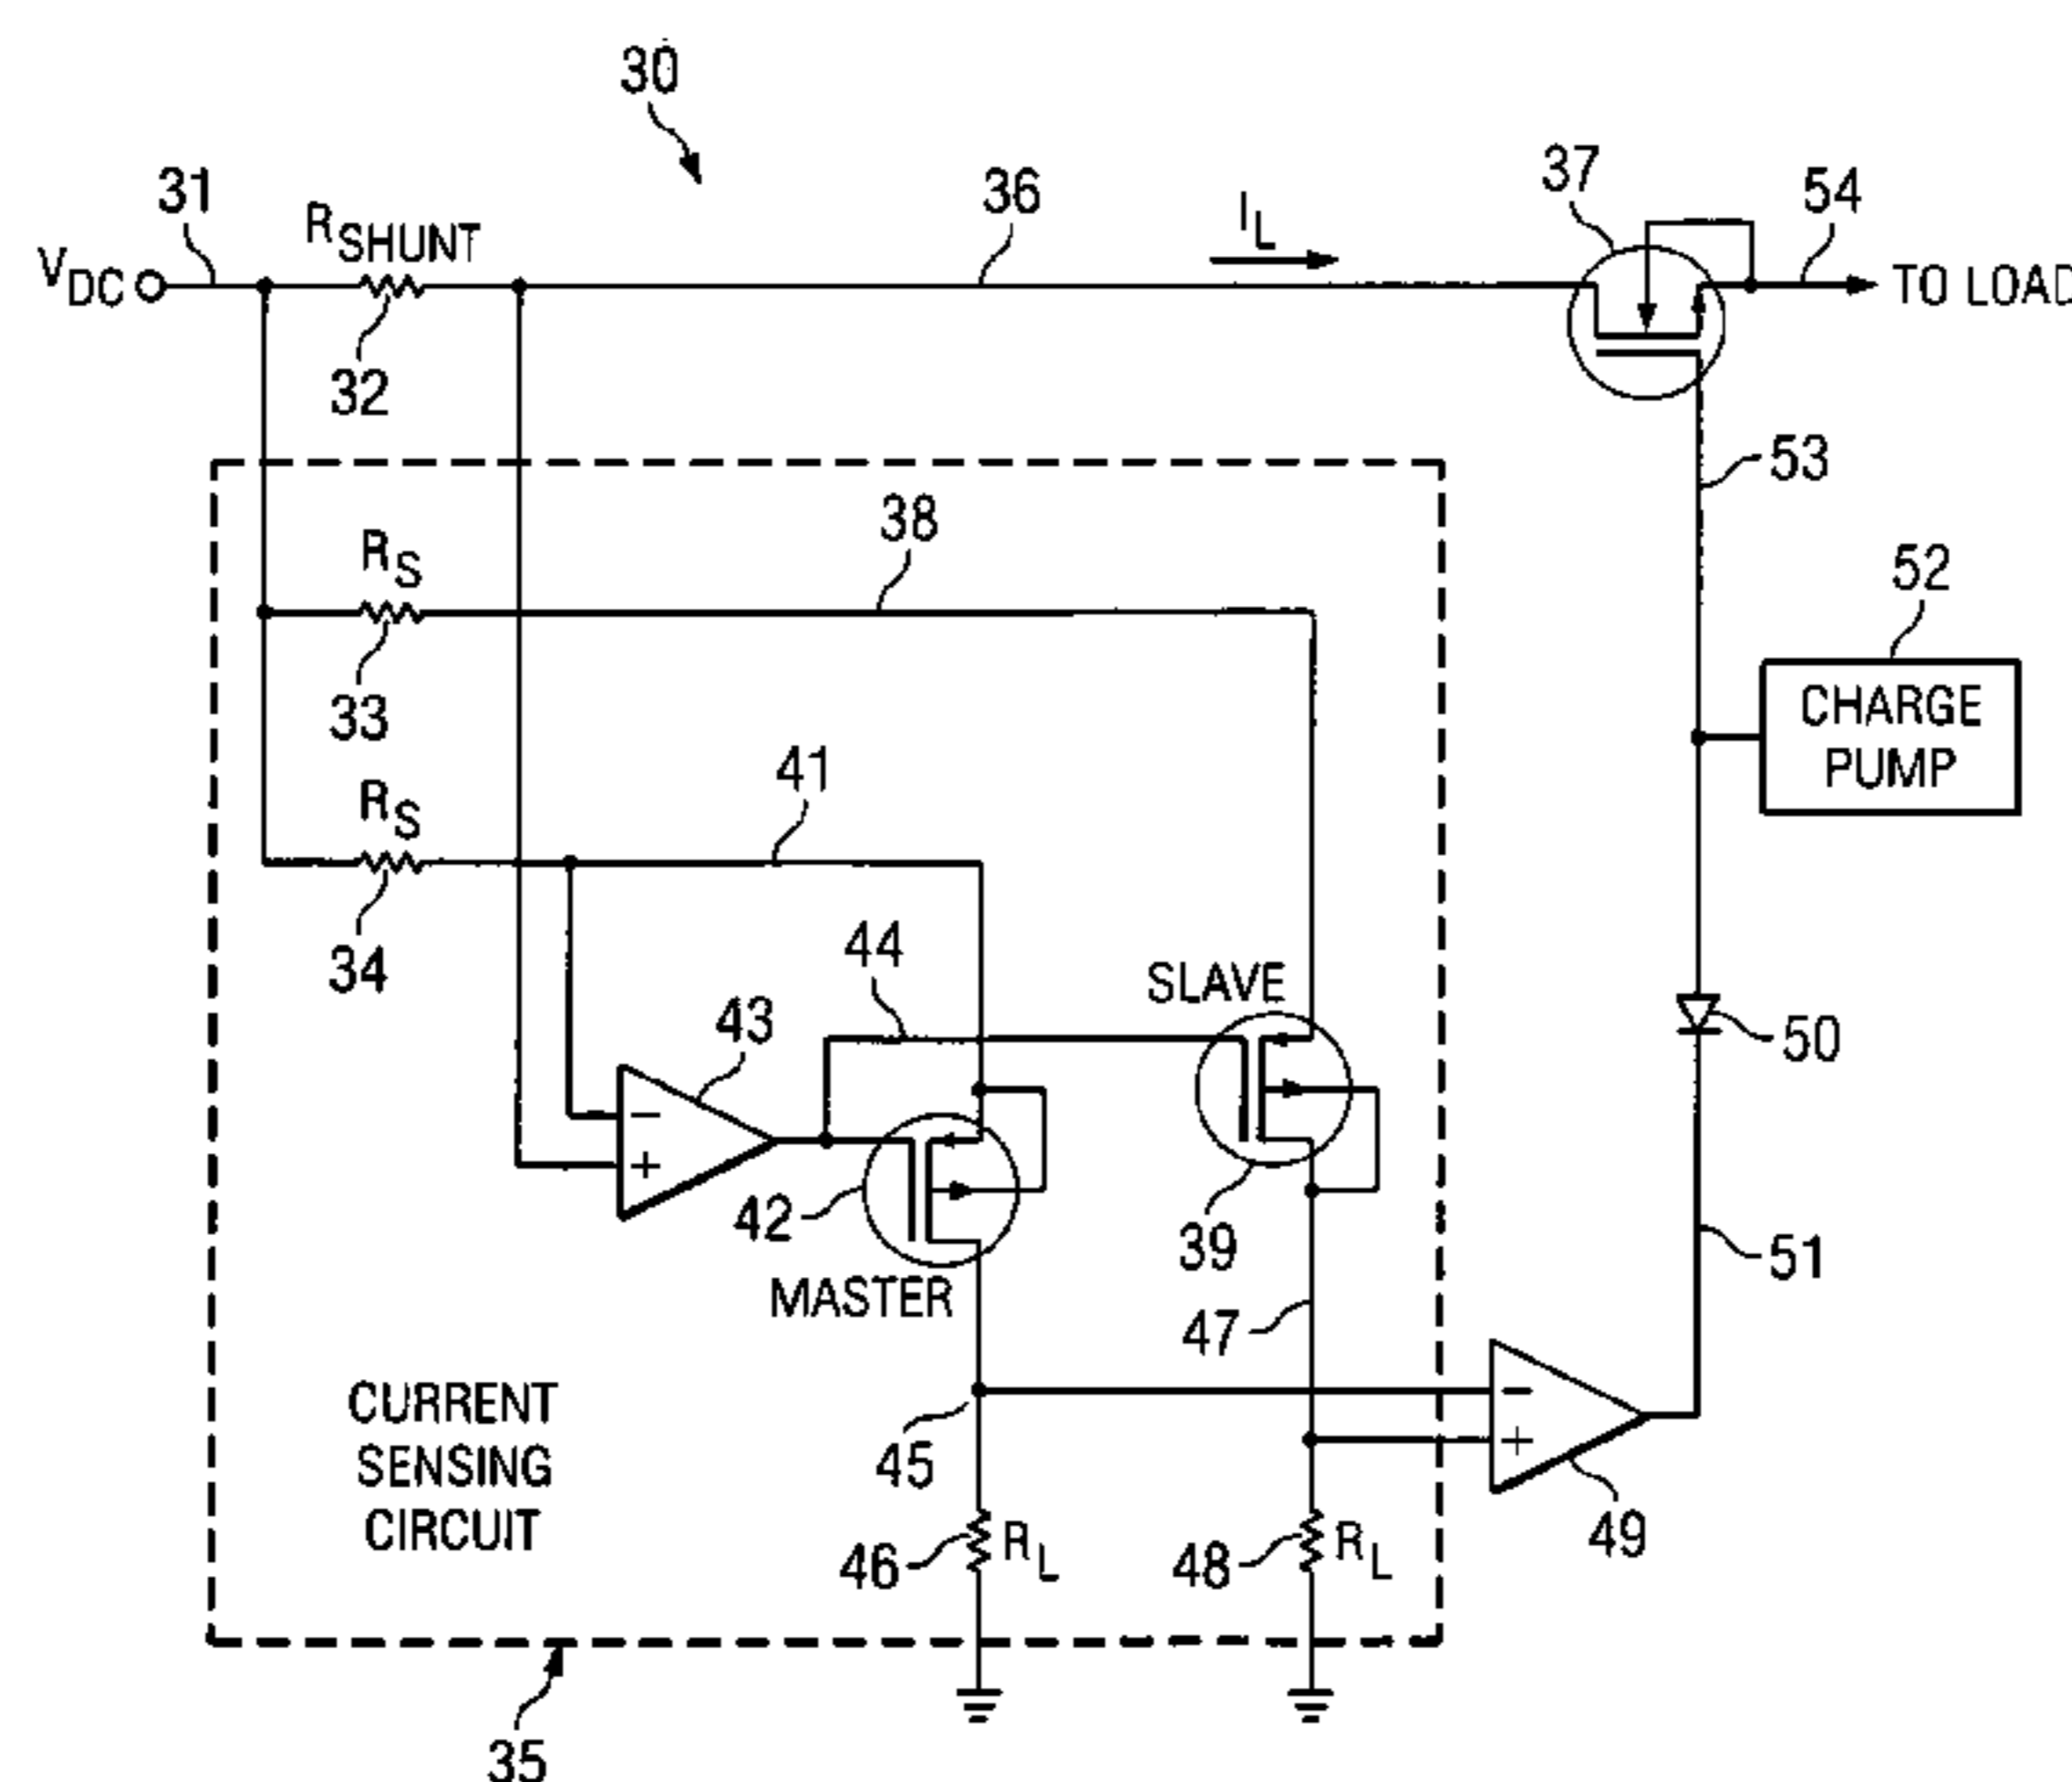 30
31
R_SHUNT
36
I_L
37
54
V_DC
TO LOAD
32
53
38
R_S
52
33
CHARGE
PUMP
41
R_S
44
34
SLAVE
43
50
−
+
42
39
51
MASTER
47
CURRENT
SENSING
CIRCUIT
−
+
45
49
46
R_L
48
R_L
35